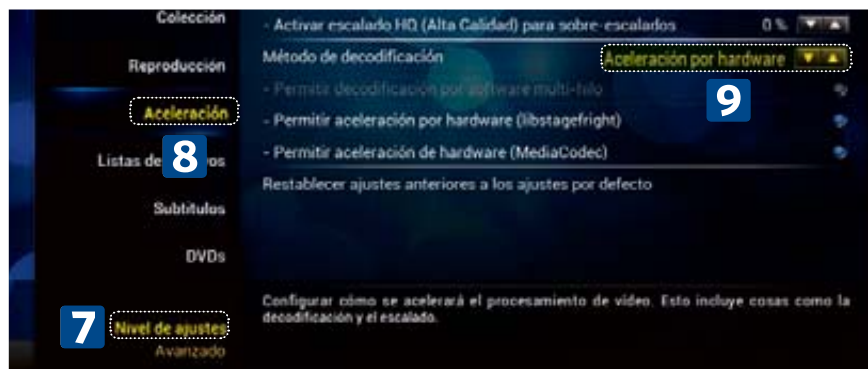 Colección
Reproducción
Aceleración
8
Listas de
os
Subtítulos
DVDs
7
Nivel de ajustes
Avanzado
- Activar escalado HQ (Alta Calidad) para sobre-escalados 0 %
Método de decodificación Aceleración por hardware
9
- Permitir decodificación por software multi-hilo
- Permitir aceleración por hardware (libstagefright)
- Permitir aceleración de hardware (MediaCodec)
Restablecer ajustes anteriores a los ajustes por defecto
Configurar cómo se acelerará el procesamiento de vídeo. Esto incluye cosas como la
decodificación y el escalado.